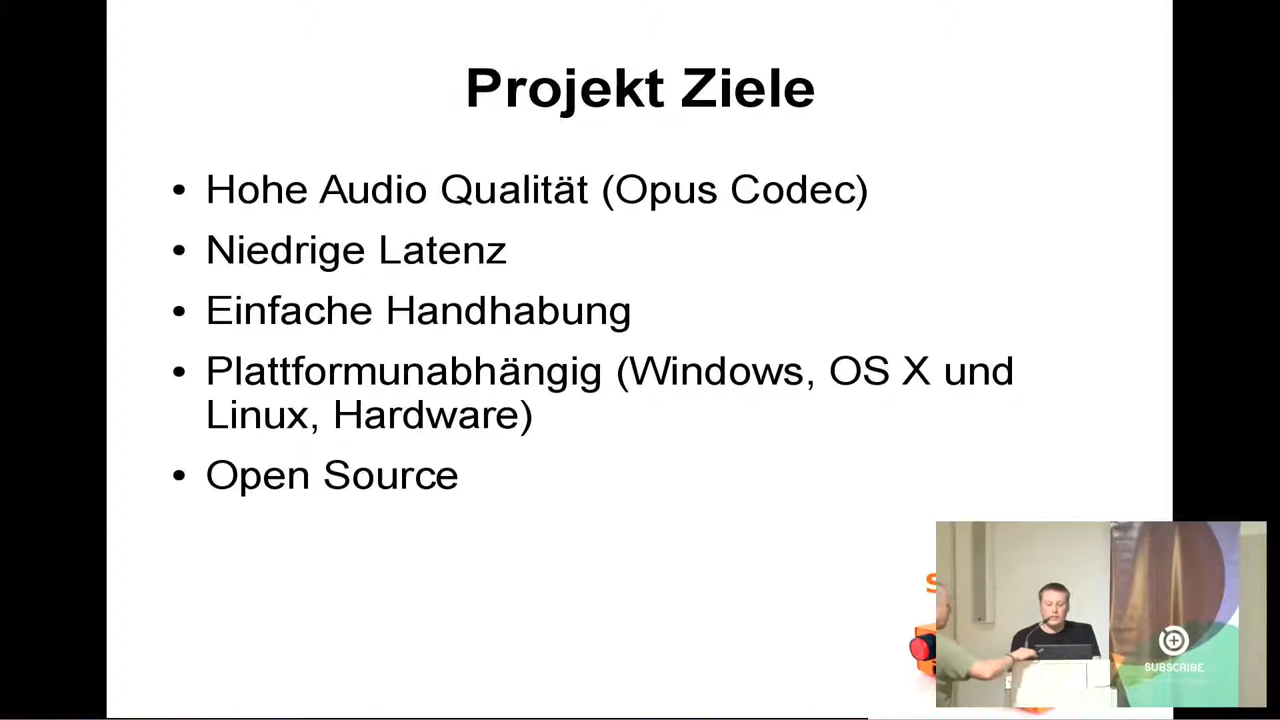 Projekt Ziele
• Hohe Audio Qualität (Opus Codec)
• Niedrige Latenz
• Einfache Handhabung
• Plattformunabhängig (Windows, OS X und
Linux, Hardware)
• Open Source
SUBSCRIBE